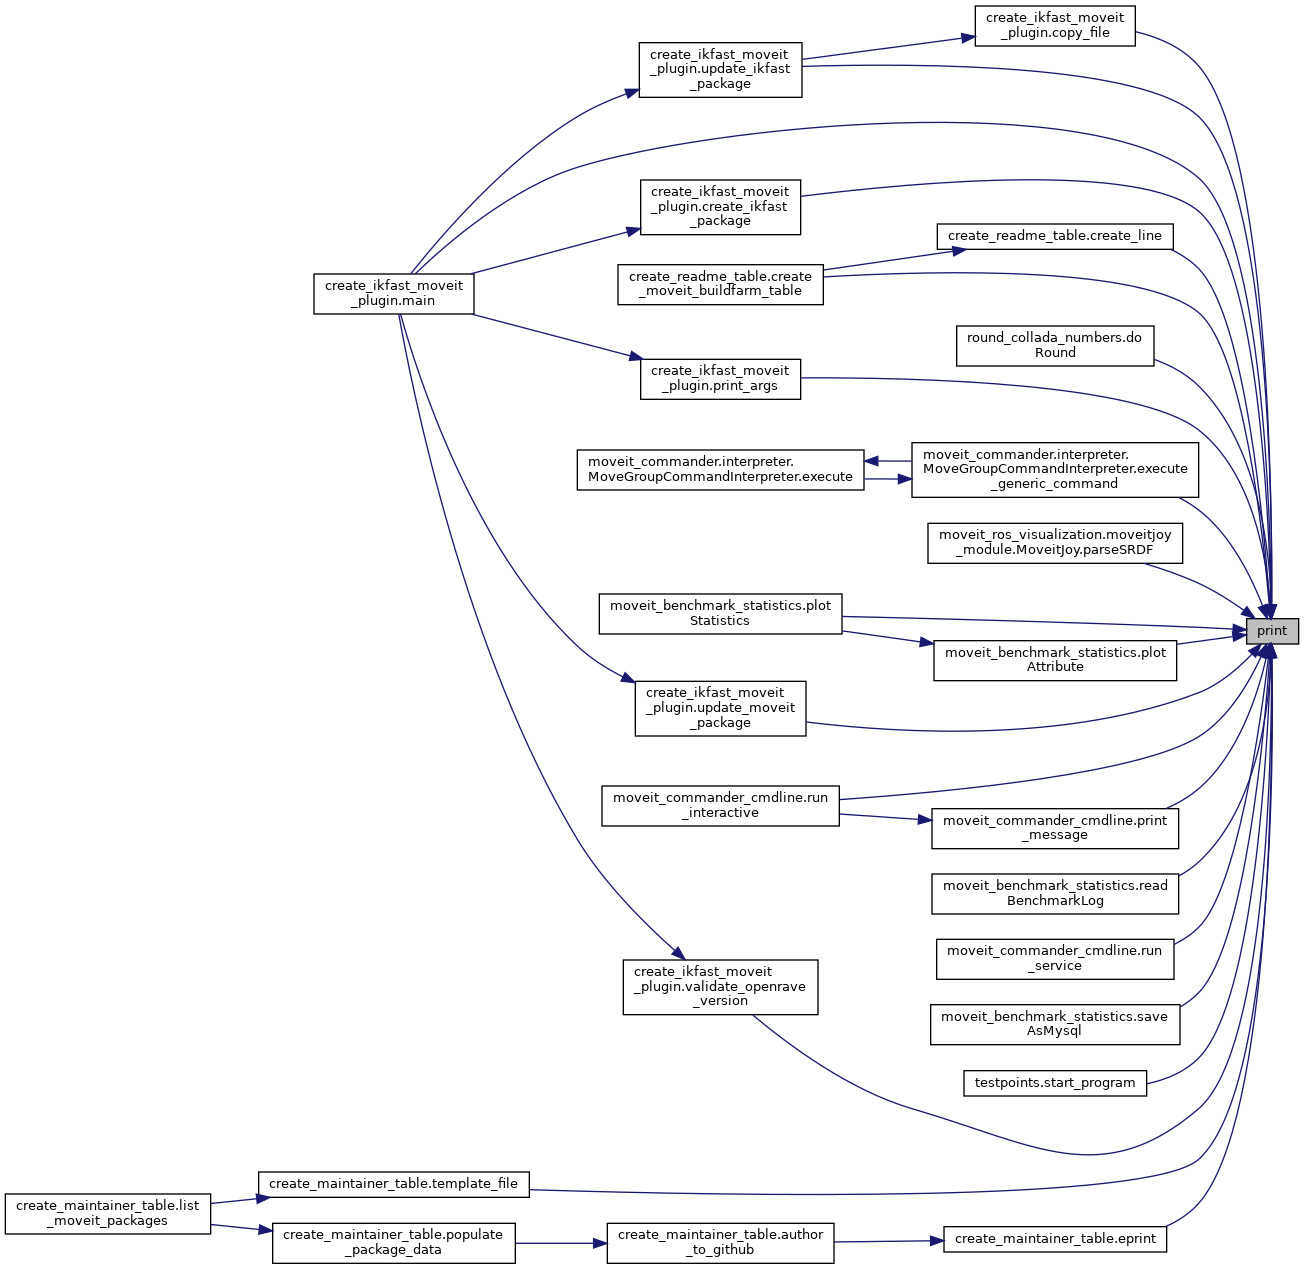 create_ikfast_moveit
_plugin.copy_file
create_ikfast_moveit
_plugin.update_ikfast
_package
create_ikfast_moveit
_plugin.create_ikfast
_package
create_readme_table.create_line
create_readme_table.create
_moveit_buildfarm_table
create_ikfast_moveit
_plugin.main
round_collada_numbers.do
Round
create_ikfast_moveit
_plugin.print_args
moveit_commander.interpreter.
MoveGroupCommandInterpreter.execute
moveit_commander.interpreter.
MoveGroupCommandInterpreter.execute
_generic_command
moveit_ros_visualization.moveitjoy
_module.MoveitJoy.parseSRDF
moveit_benchmark_statistics.plot
Statistics
print
moveit_benchmark_statistics.plot
Attribute
create_ikfast_moveit
_plugin.update_moveit
_package
moveit_commander_cmdline.run
_interactive
moveit_commander_cmdline.print
_message
moveit_benchmark_statistics.read
BenchmarkLog
moveit_commander_cmdline.run
_service
create_ikfast_moveit
_plugin.validate_openrave
_version
moveit_benchmark_statistics.save
AsMysql
testpoints.start_program
create_maintainer_table.template_file
create_maintainer_table.list
_moveit_packages
create_maintainer_table.populate
_package_data
create_maintainer_table.author
_to_github
create_maintainer_table.eprint